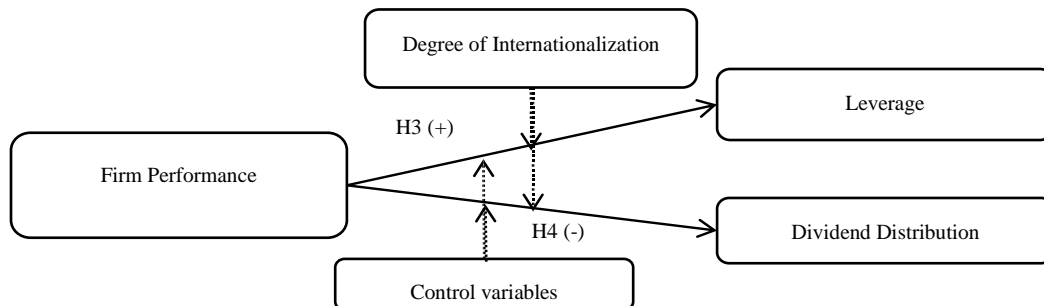 Degree of Internationalization
Leverage
H3 (+)
Firm Performance
H4 (-)
Dividend Distribution
Control variables